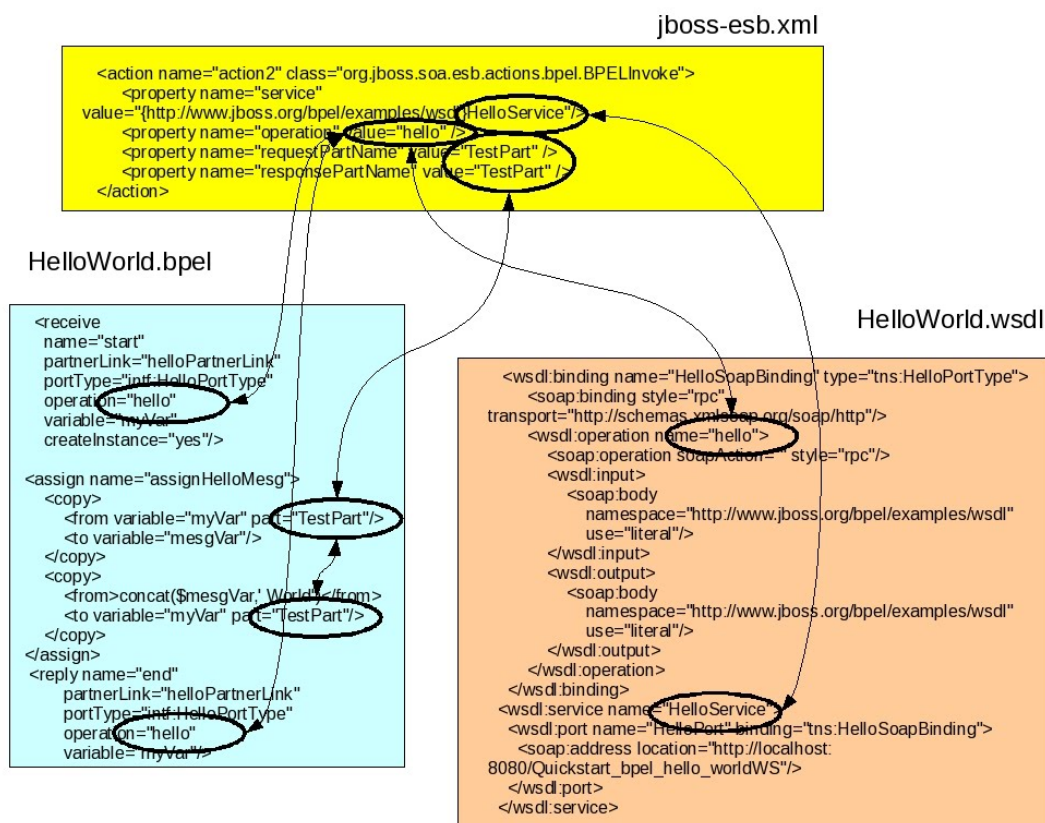 jboss-esb.xml
<action name="action2" class="org.jboss.soa.esb.actions.bpel.BPELInvoke">
<property name="service"
value="{http://www.jboss.org/bpel/examples/wsdl}HelloService"/>
<property name="operation" value="hello" />
<property name="requestPartName" value="TestPart" />
<property name="responsePartName" value="TestPart" />
</action>
HelloWorld.bpel
<receive
name="start"
partnerLink="helloPartnerLink"
portType="intf:HelloPortType"
operation="hello"
variable="myVar"
createInstance="yes"/>
<assign name="assignHelloMesg">
<copy>
<from variable="myVar" part="TestPart"/>
<to variable="mesgVar"/>
</copy>
<copy>
<from>concat($mesgVar,' World')</from>
<to variable="myVar" part="TestPart"/>
</copy>
</assign>
<reply name="end"
partnerLink="helloPartnerLink"
portType="intf:HelloPortType"
operation="hello"
variable="myVar"/>
HelloWorld.wsdl
<wsdl:binding name="HelloSoapBinding" type="tns:HelloPortType">
<soap:binding style="rpc"
transport="http://schemas.xmlsoap.org/soap/http"/>
<wsdl:operation name="hello">
<soap:operation soapAction="" style="rpc"/>
<wsdl:input>
<soap:body
namespace="http://www.jboss.org/bpel/examples/wsdl"
use="literal"/>
</wsdl:input>
<wsdl:output>
<soap:body
namespace="http://www.jboss.org/bpel/examples/wsdl"
use="literal"/>
</wsdl:output>
</wsdl:operation>
</wsdl:binding>
<wsdl:service name="HelloService">
<wsdl:port name="HelloPort" binding="tns:HelloSoapBinding">
<soap:address location="http://localhost:
8080/Quickstart_bpel_hello_worldWS"/>
</wsdl:port>
</wsdl:service>